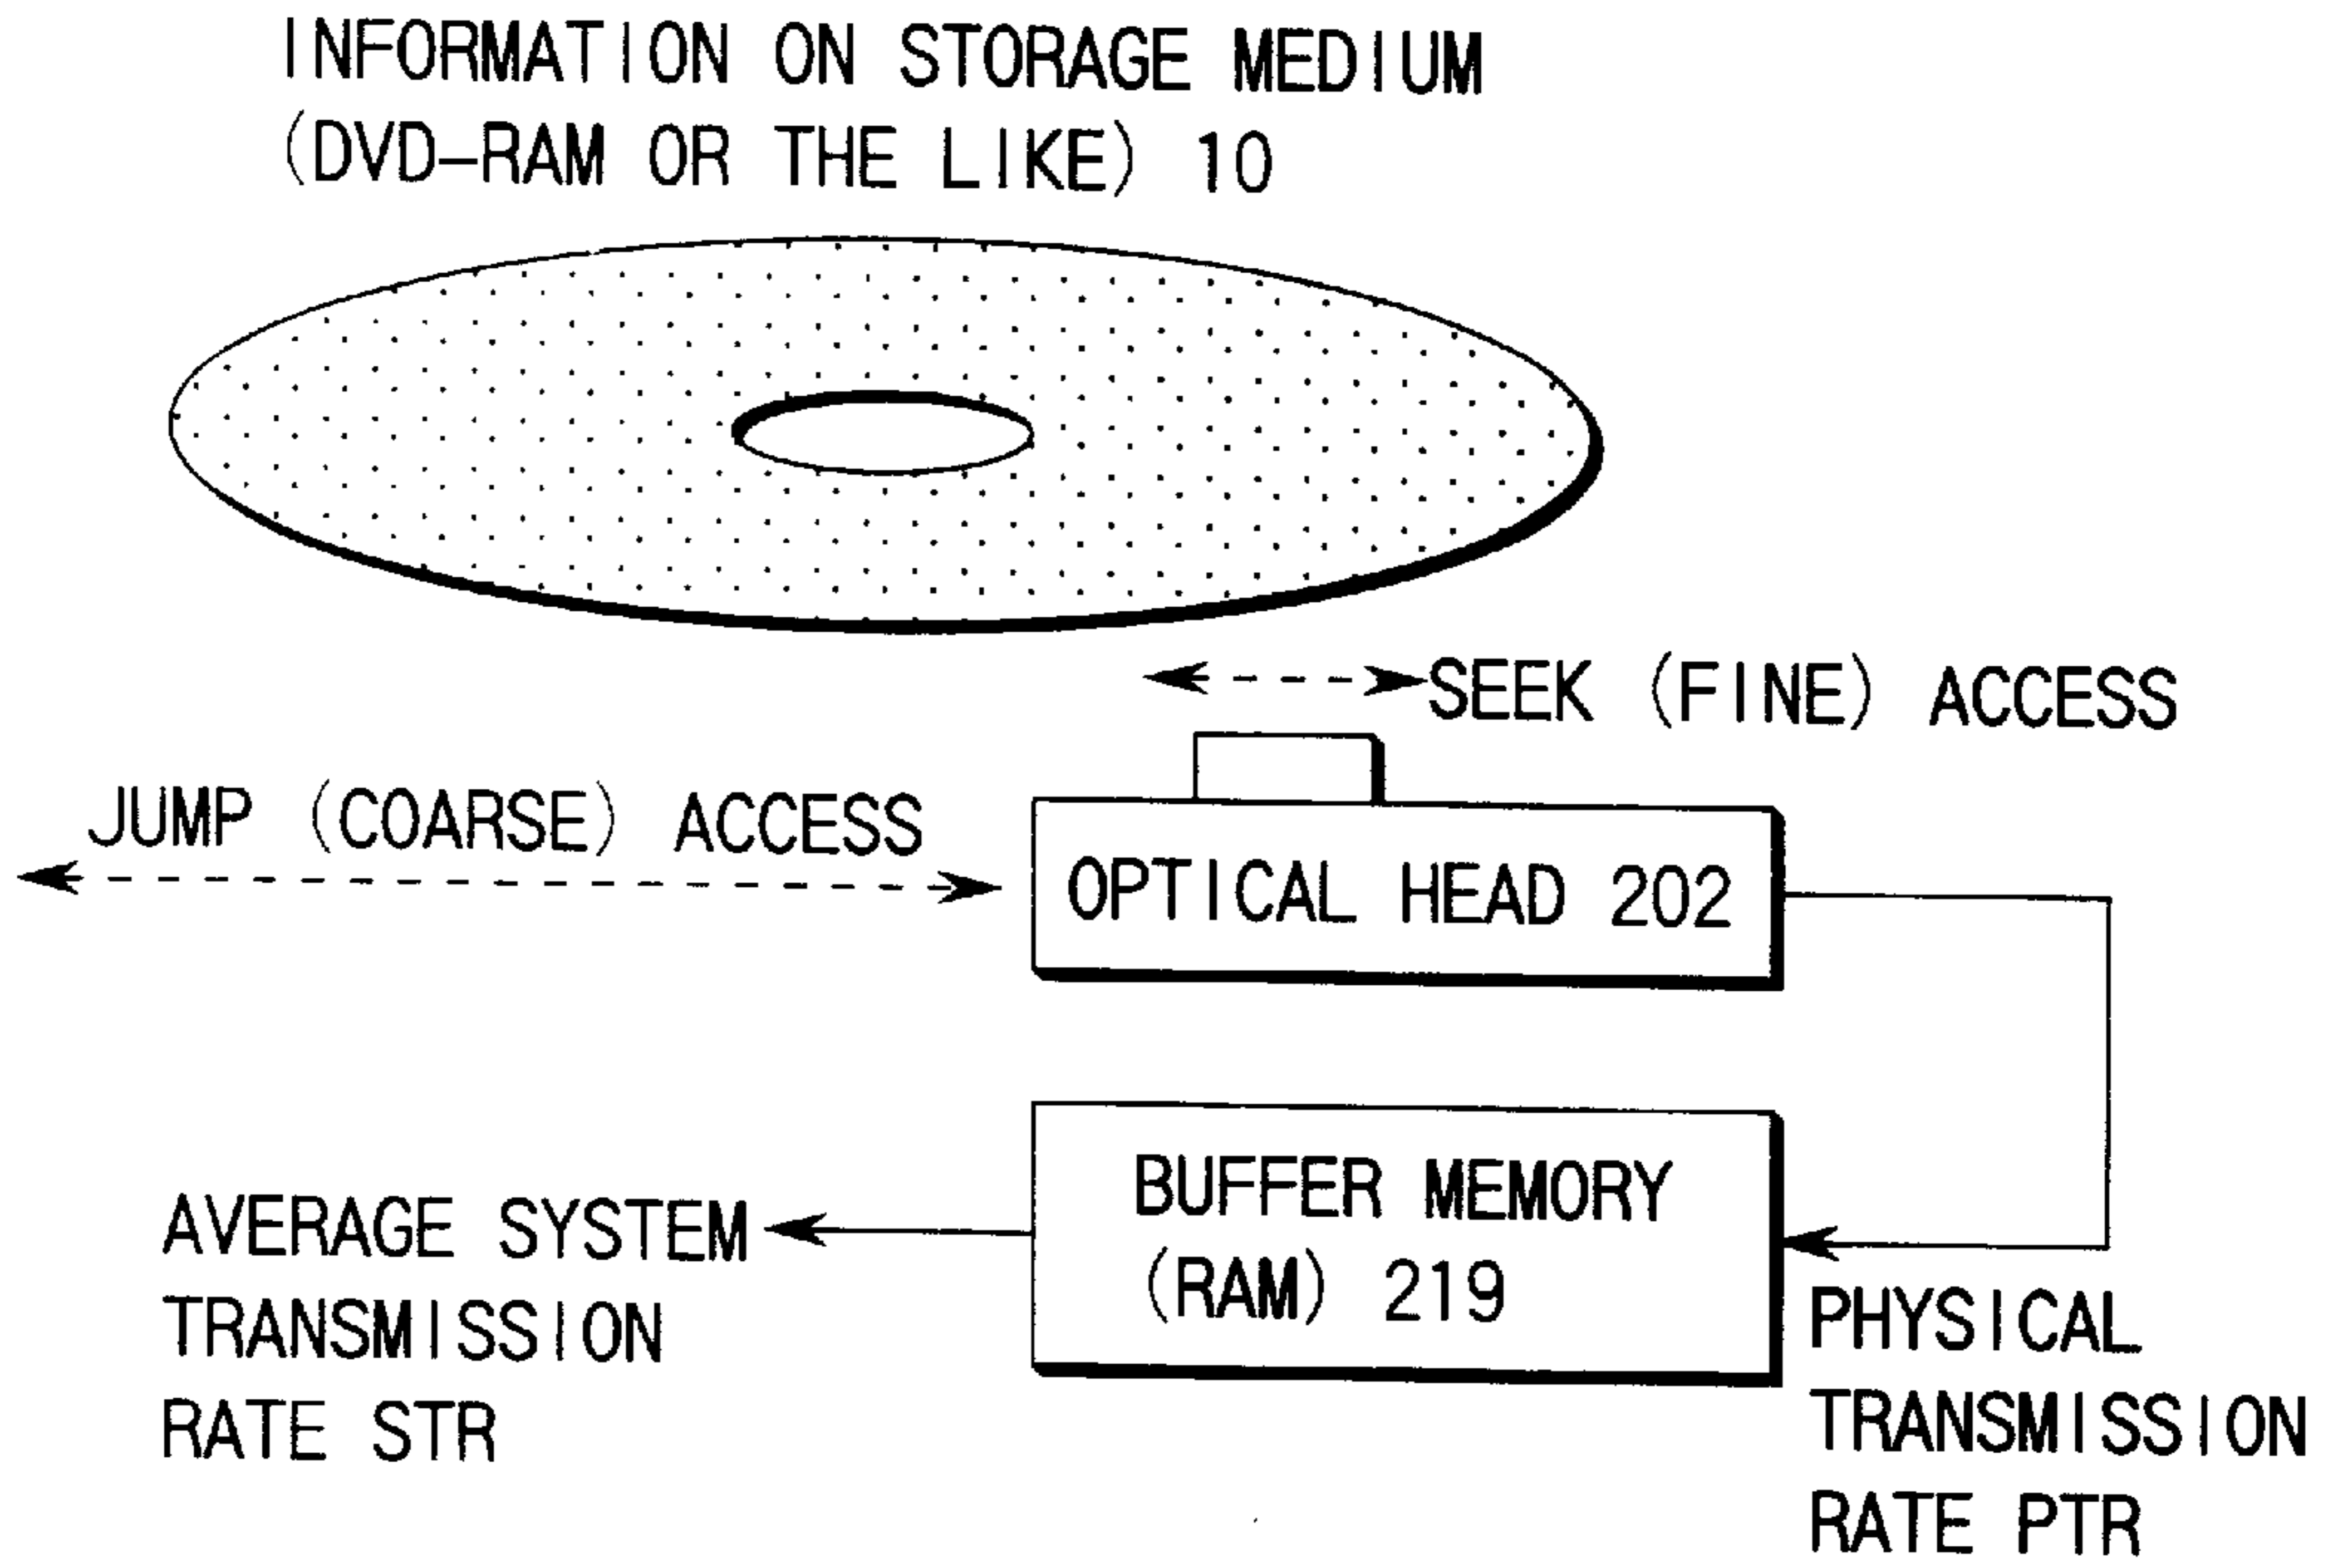 INFORMATION ON STORAGE MEDIUM
(DVD-RAM OR THE LIKE) 10
SEEK (FINE) ACCESS
JUMP (COARSE) ACCESS
OPTICAL HEAD 202
BUFFER MEMORY
(RAM) 219
AVERAGE SYSTEM
TRANSMISSION
RATE STR
PHYSICAL
TRANSMISSION
RATE PTR